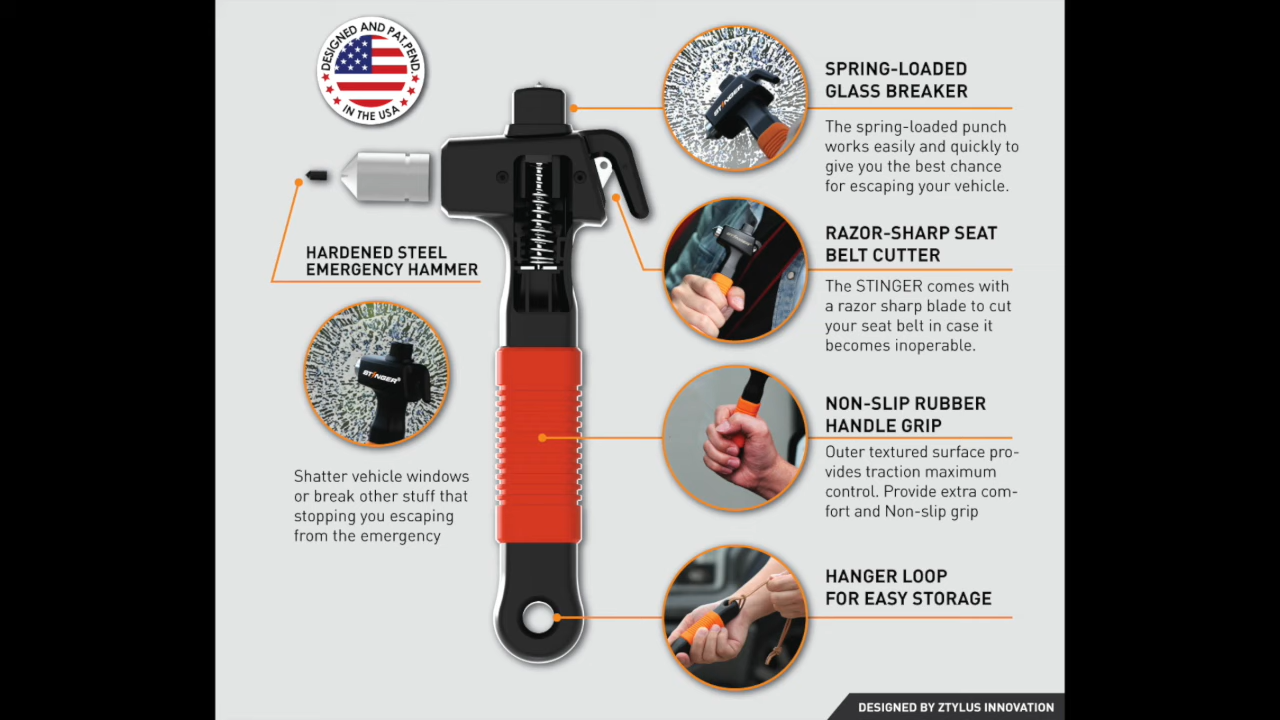 DESIGNED AND PAT.PEND.
IN THE USA
HARDENED STEEL
EMERGENCY HAMMER
STINGER
Shatter vehicle windows
or break other stuff that
stopping you escaping
from the emergency
STINGER
SPRING-LOADED
GLASS BREAKER
The spring-loaded punch
works easily and quickly to
give you the best chance
for escaping your vehicle.
RAZOR-SHARP SEAT
BELT CUTTER
The STINGER comes with
a razor sharp blade to cut
your seat belt in case it
becomes inoperable.
NON-SLIP RUBBER
HANDLE GRIP
Outer textured surface pro-
vides traction maximum
control. Provide extra com-
fort and Non-slip grip
HANGER LOOP
FOR EASY STORAGE
DESIGNED BY ZTYLUS INNOVATION